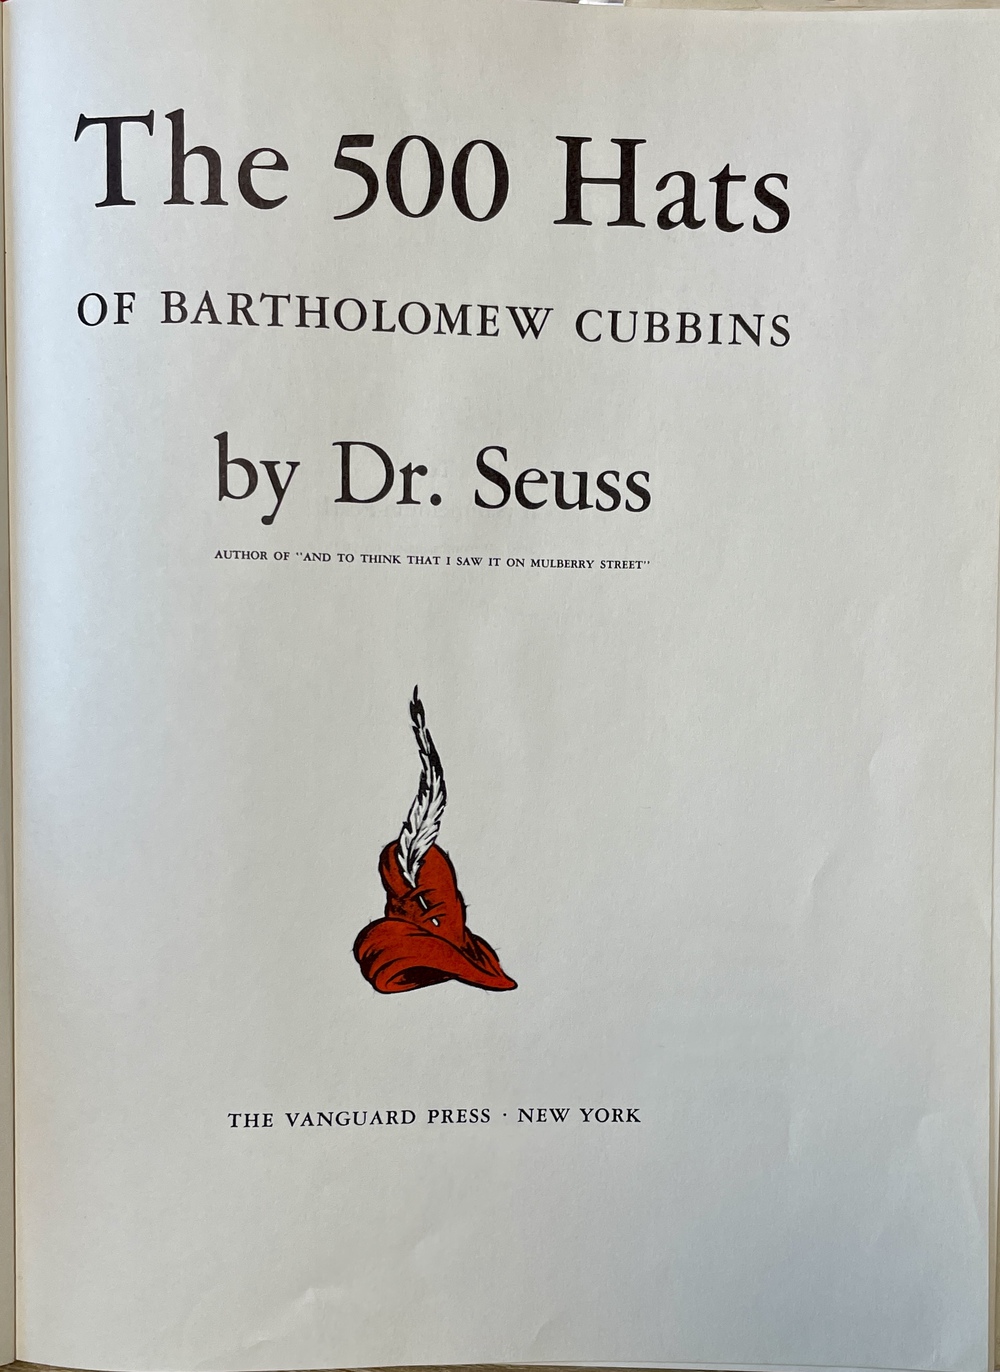 The 500 Hats
OF BARTHOLOMEW CUBBINS
by Dr. Seuss
AUTHOR OF "AND TO THINK THAT I SAW IT ON MULBERRY STREET"
THE VANGUARD PRESS · NEW YORK